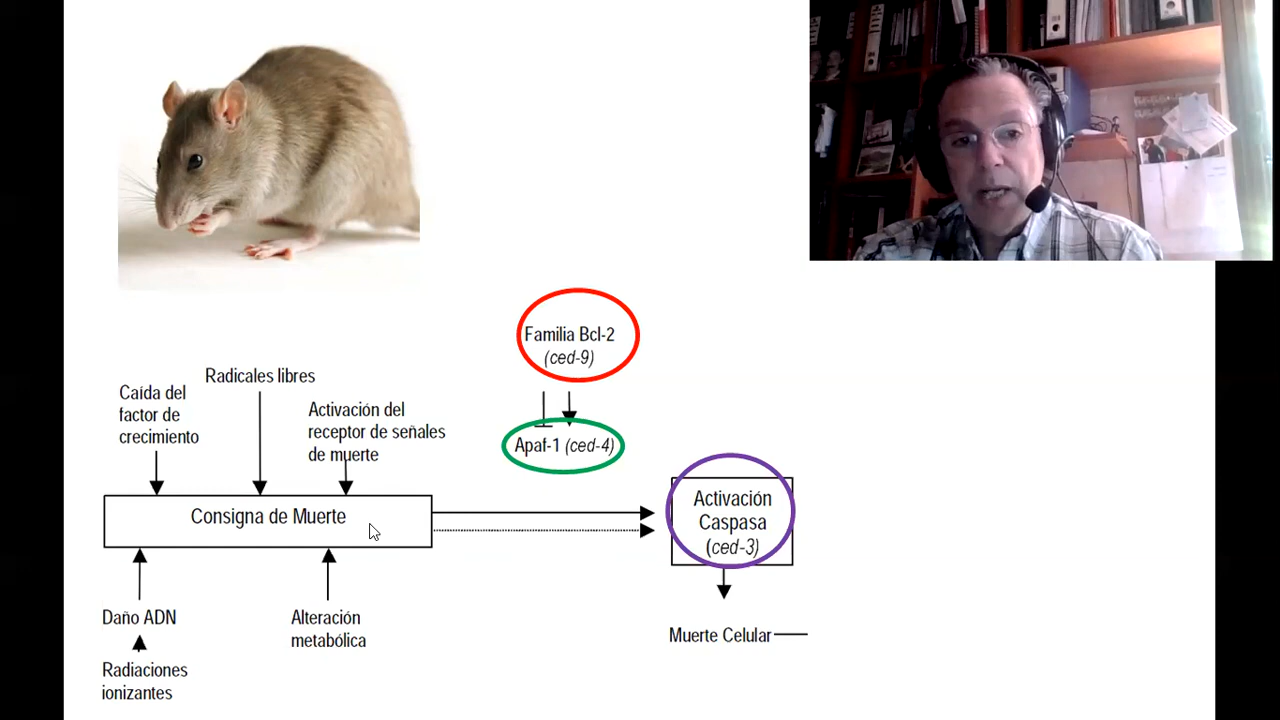 Familia Bcl-2
(ced-9)
Radicales libres
Caída del
factor de
crecimiento
Activación del
receptor de señales
de muerte
Apaf-1 (ced-4)
Consigna de Muerte
Activación
Caspasa
(ced-3)
Daño ADN
Alteración
metabólica
Muerte Celular
Radiaciones
ionizantes